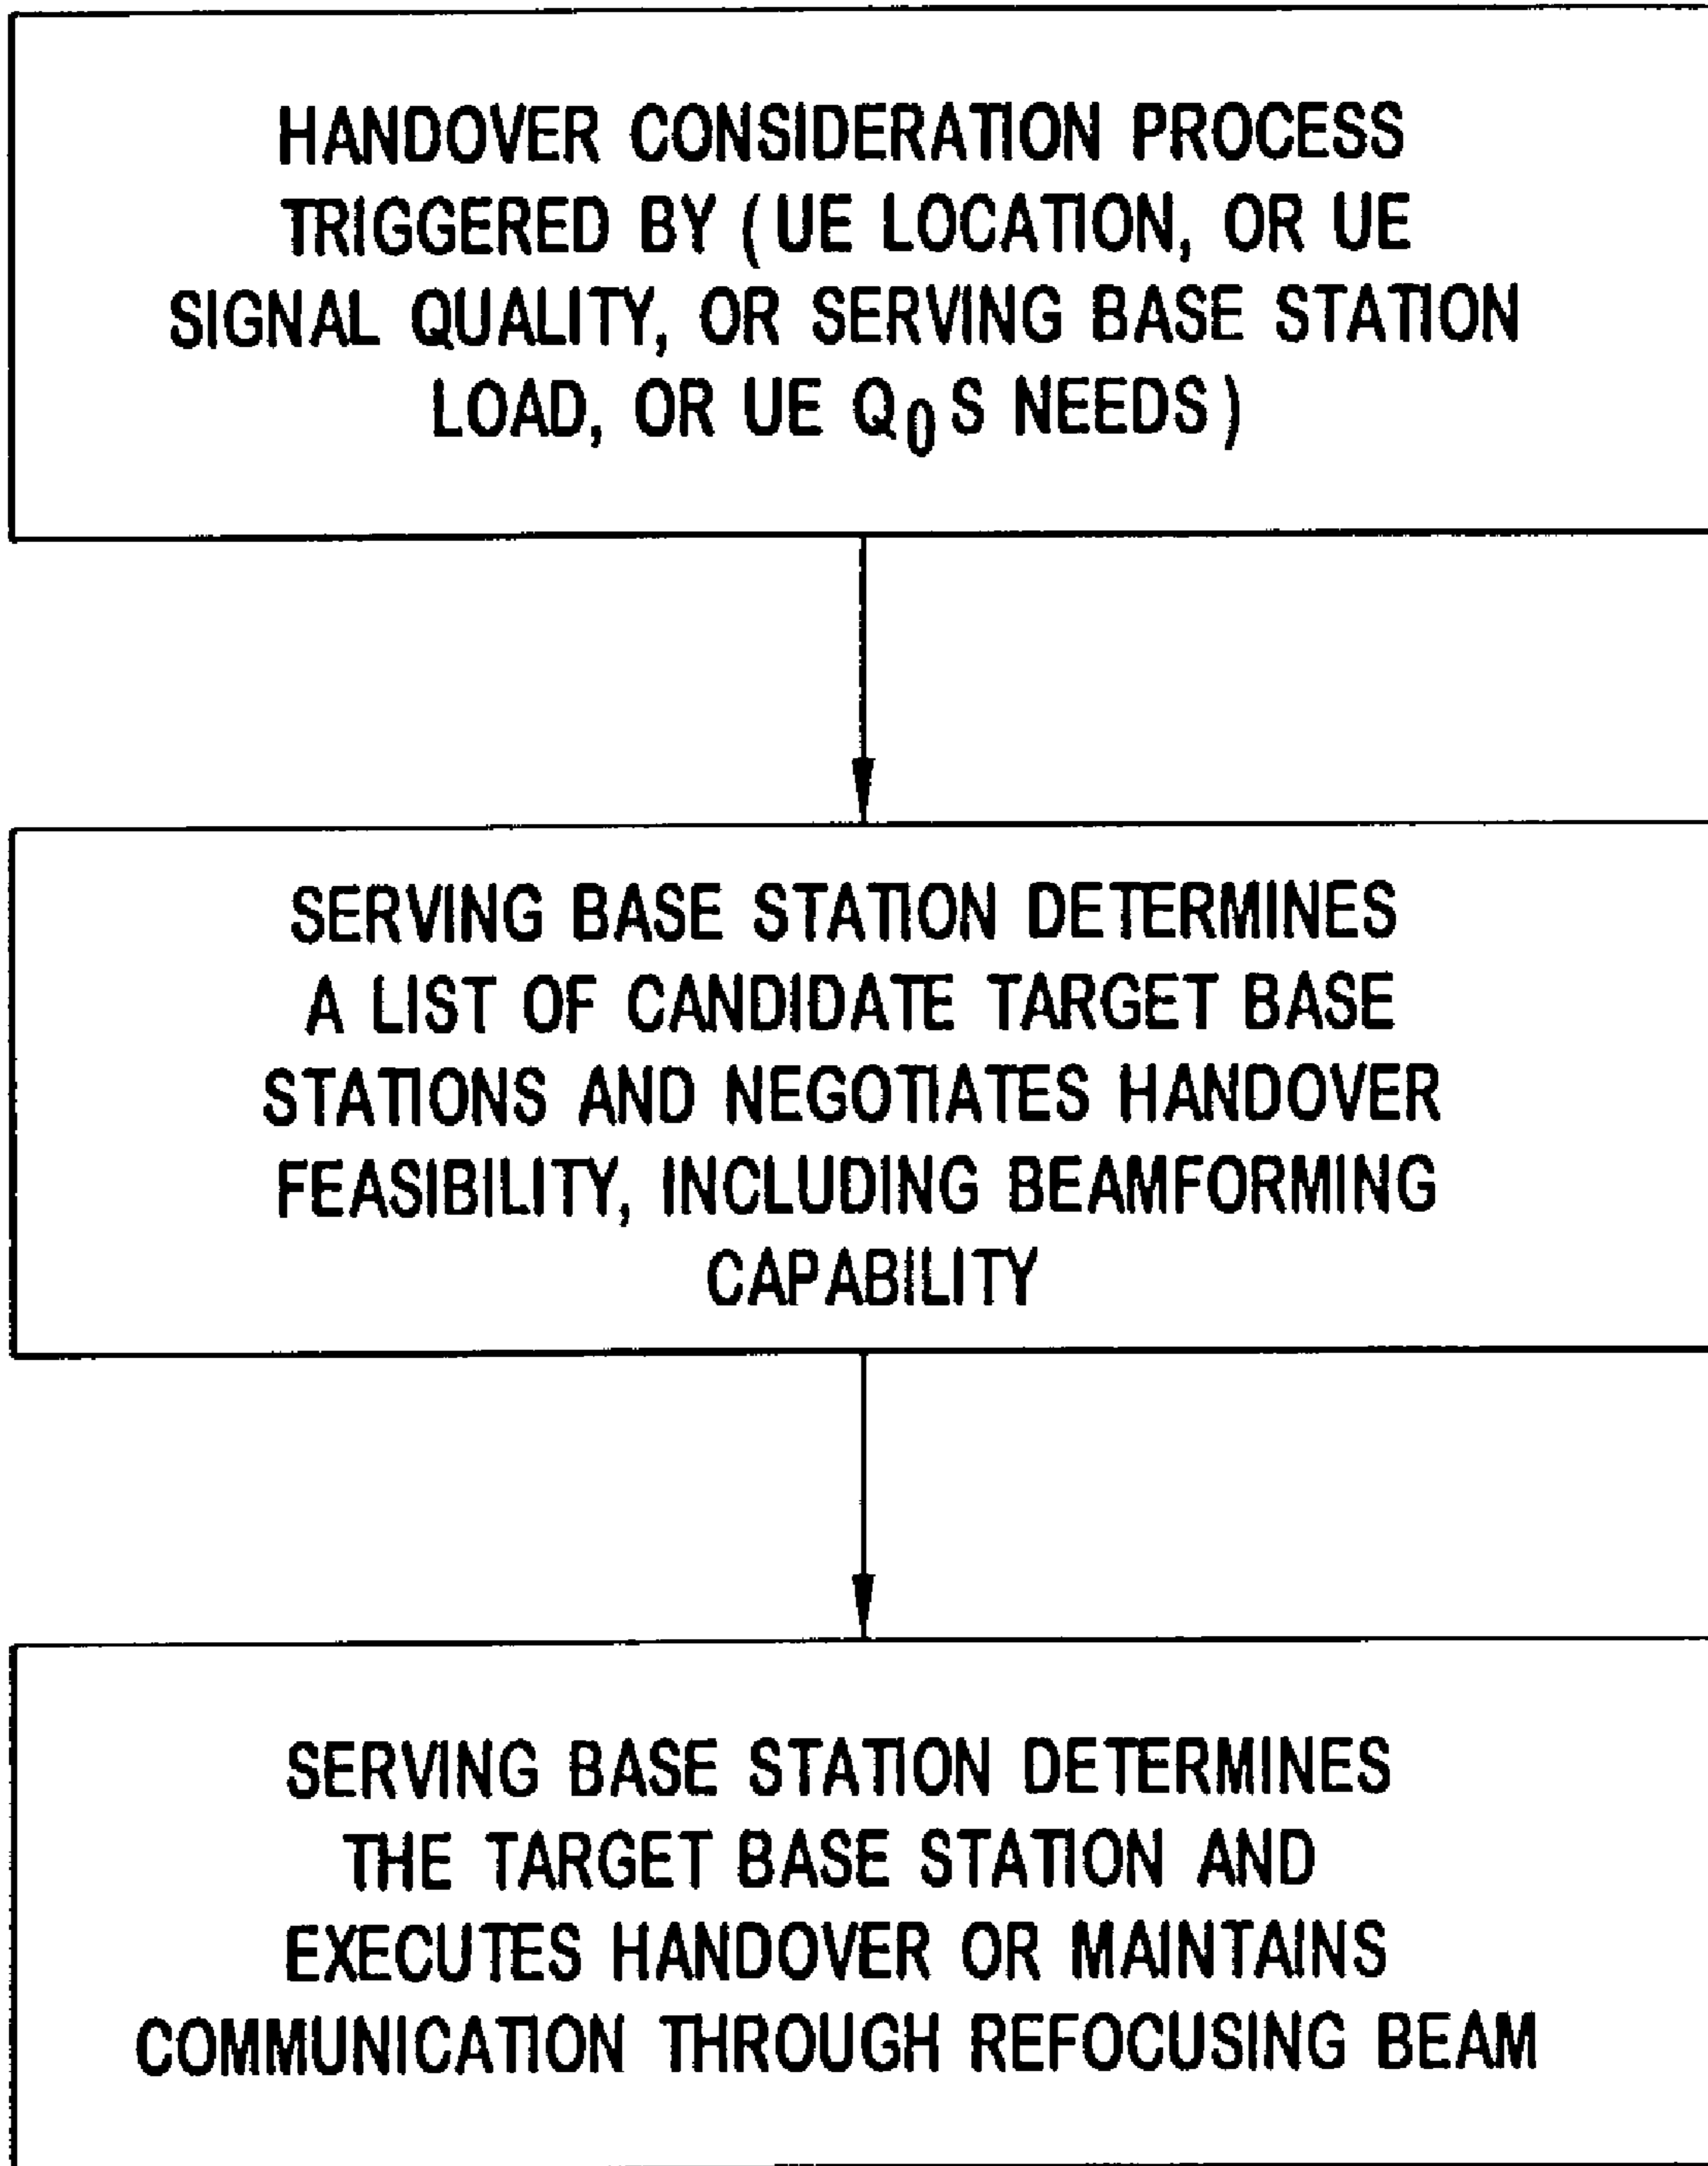 HANDOVER CONSIDERATION PROCESS
TRIGGERED BY (UE LOCATION, OR UE
SIGNAL QUALITY, OR SERVING BASE STATION
LOAD, OR UE Q0S NEEDS)
SERVING BASE STATION DETERMINES
A LIST OF CANDIDATE TARGET BASE
STATIONS AND NEGOTIATES HANDOVER
FEASIBILITY, INCLUDING BEAMFORMING
CAPABILITY
SERVING BASE STATION DETERMINES
THE TARGET BASE STATION AND
EXECUTES HANDOVER OR MAINTAINS
COMMUNICATION THROUGH REFOCUSING BEAM